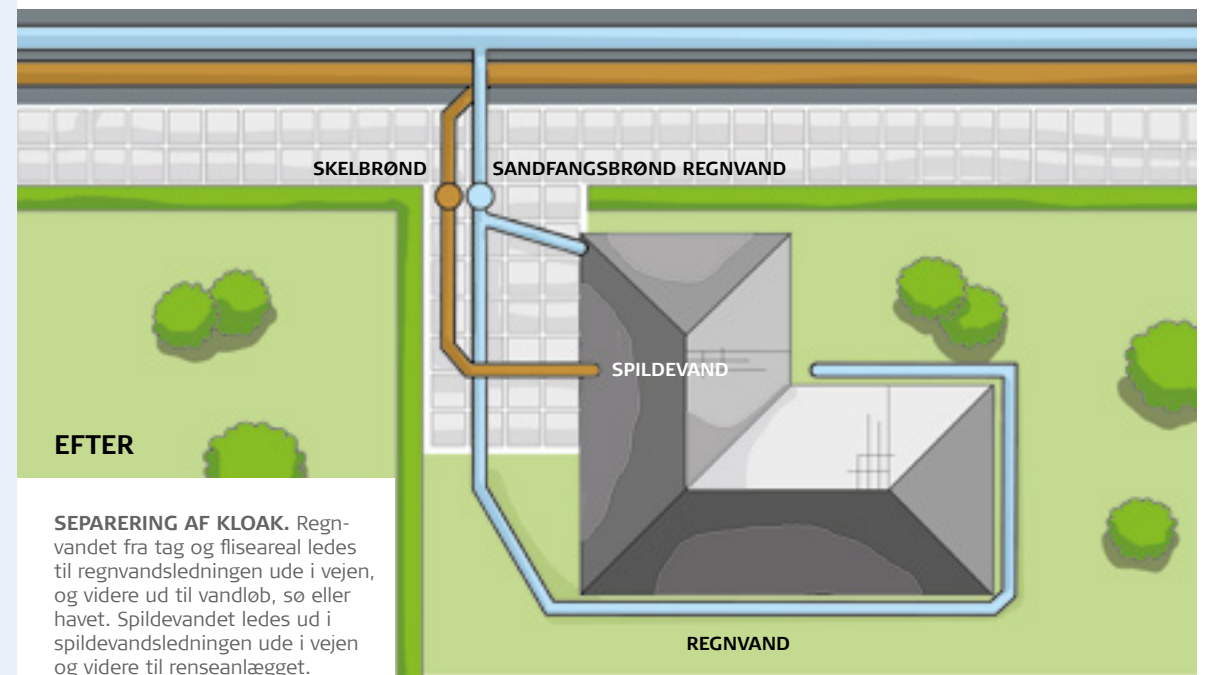 SKELBRØND
SANDFANGSBRØND REGNVAND
SPILDEVAND
EFTER
SEPARERING AF KLOAK. Regn-
vandet fra tag og fliseareal ledes
til regnvandsledningen ude i vejen,
og videre ud til vandløb, sø eller
havet. Spildevandet ledes ud i
spildevandsledningen ude i vejen
og videre til renseanlægget.
REGNVAND